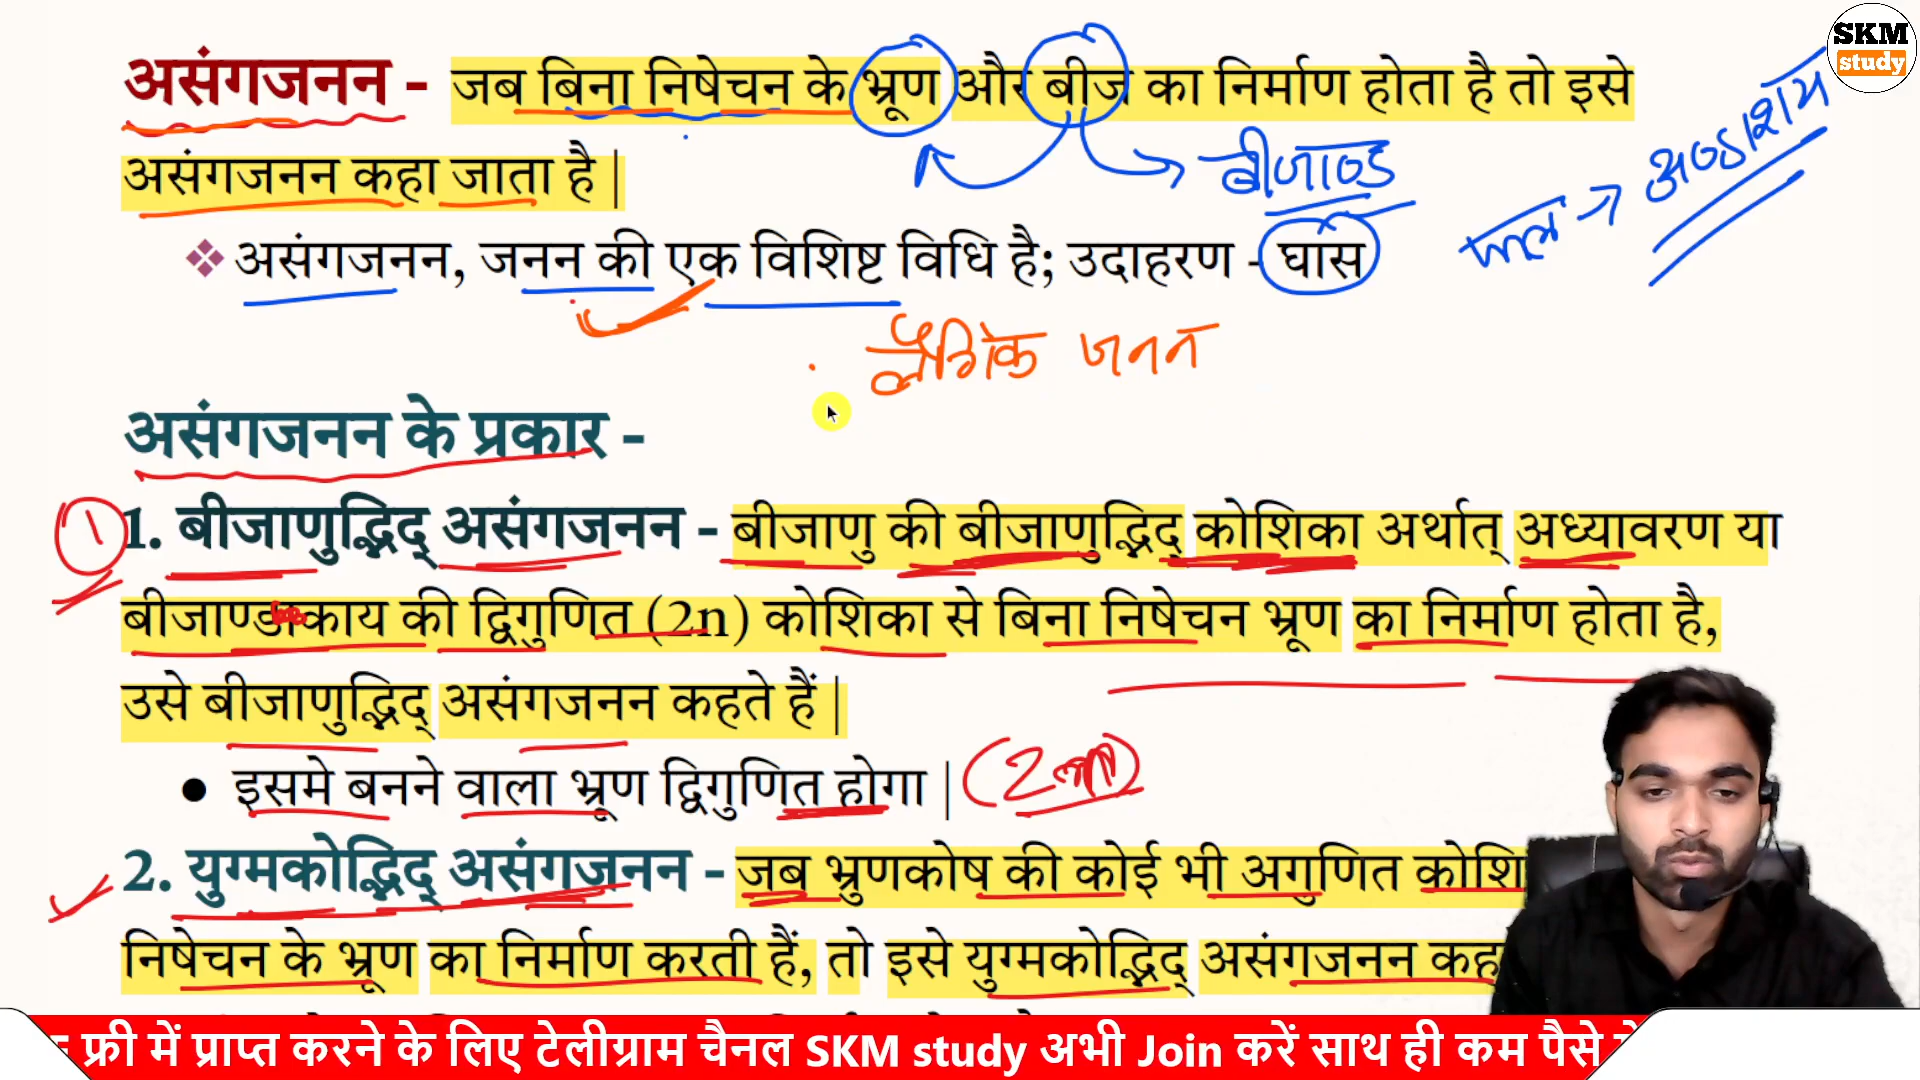 SKM
study
असंगजनन - जब बिना निषेचन के भ्रूण और बीज का निर्माण होता है तो इसे
असंगजनन कहा जाता है |
बीजाण्ड
अण्डाशय
❖ असंगजनन, जनन की एक विशिष्ट विधि है; उदाहरण - घास
लैंगिक जनन
असंगजनन के प्रकार -
1. बीजाणुद्भिद् असंगजनन - बीजाणु की बीजाणुद्भिद् कोशिका अर्थात् अध्यावरण या
बीजाण्डकाय की द्विगुणित (2n) कोशिका से बिना निषेचन भ्रूण का निर्माण होता है,
उसे बीजाणुद्भिद् असंगजनन कहते हैं |
● इसमे बनने वाला भ्रूण द्विगुणित होगा |
2. युग्मकोद्भिद् असंगजनन - जब भ्रुणकोष की कोई भी अगुणित कोशि
निषेचन के भ्रूण का निर्माण करती हैं, तो इसे युग्मकोद्भिद् असंगजनन कह
फ्री में प्राप्त करने के लिए टेलीग्राम चैनल SKM study अभी Join करें साथ ही कम पैसे